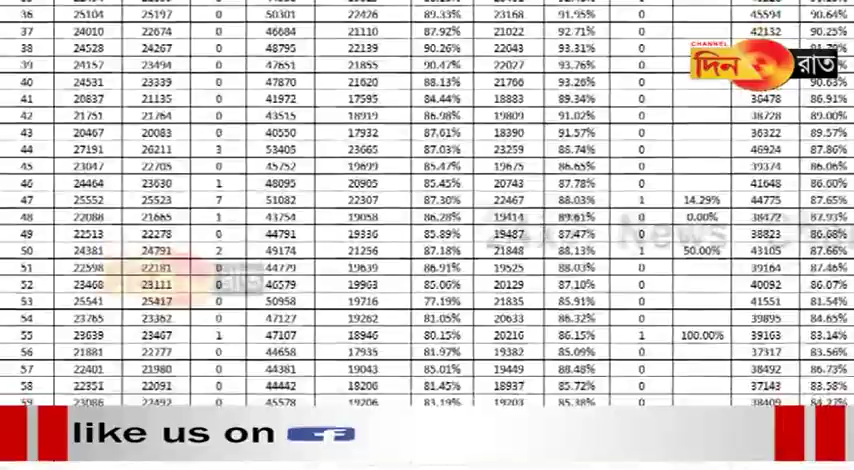 36 25104 25197 0 50301 22426 89.33% 23168 91.95% 0 45594 90.64%
37 24010 22674 0 46684 21110 87.92% 21022 92.71% 0 42132 90.25%
38 24528 24267 0 48795 22139 90.26% 22043 93.31% 0
39 24157 23494 0 47651 21855 90.47% 22027 93.76% 0
40 24531 23339 0 47870 21620 88.13% 21766 93.26% 0 90.63%
CHANNEL
দিন রাত
41 20837 21135 0 41972 17595 84.44% 18883 89.34% 0 36478 86.91%
42 21751 21764 0 43515 18919 86.98% 19809 91.02% 0 38728 89.00%
43 20467 20083 0 40550 17932 87.61% 18390 91.57% 0 36322 89.57%
44 27191 26211 3 53405 23665 87.03% 23259 88.74% 0 46924 87.86%
45 23047 22705 0 45752 19699 85.47% 19675 86.65% 0 39374 86.06%
46 24464 23630 1 48095 20905 85.45% 20743 87.78% 0 41648 86.60%
47 25552 25523 7 51082 22307 87.30% 22467 88.03% 1 14.29% 44775 87.65%
48 22088 21665 1 43754 19058 86.28% 19414 89.61% 0 0.00% 38472 87.93%
49 22513 22278 0 44791 19336 85.89% 19487 87.47% 0 38823 86.68%
24x News Cha
50 24381 24791 2 49174 21256 87.18% 21848 88.13% 1 50.00% 43105 87.66%
51 22598 22181 0 44779 19639 86.91% 19525 88.03% 0 39164 87.46%
52 23468 23111 0 46579 19963 85.06% 20129 87.10% 0 40092 86.07%
53 25541 25417 0 50958 19716 77.19% 21835 85.91% 0 41551 81.54%
54 23765 23362 0 47127 19262 81.05% 20633 86.32% 0 39895 84.65%
55 23639 23467 1 47107 18946 80.15% 20216 86.15% 1 100.00% 39163 83.14%
56 21881 22777 0 44658 17935 81.97% 19382 85.09% 0 37317 83.56%
57 22401 21980 0 44381 19043 85.01% 19449 88.48% 0 38492 86.73%
58 22351 22091 0 44442 18206 81.45% 18937 85.72% 0 37143 83.58%
59 23086 22492 0 45578 19206 83.19% 19203 85.38% 0 38409 84.27%
like us on